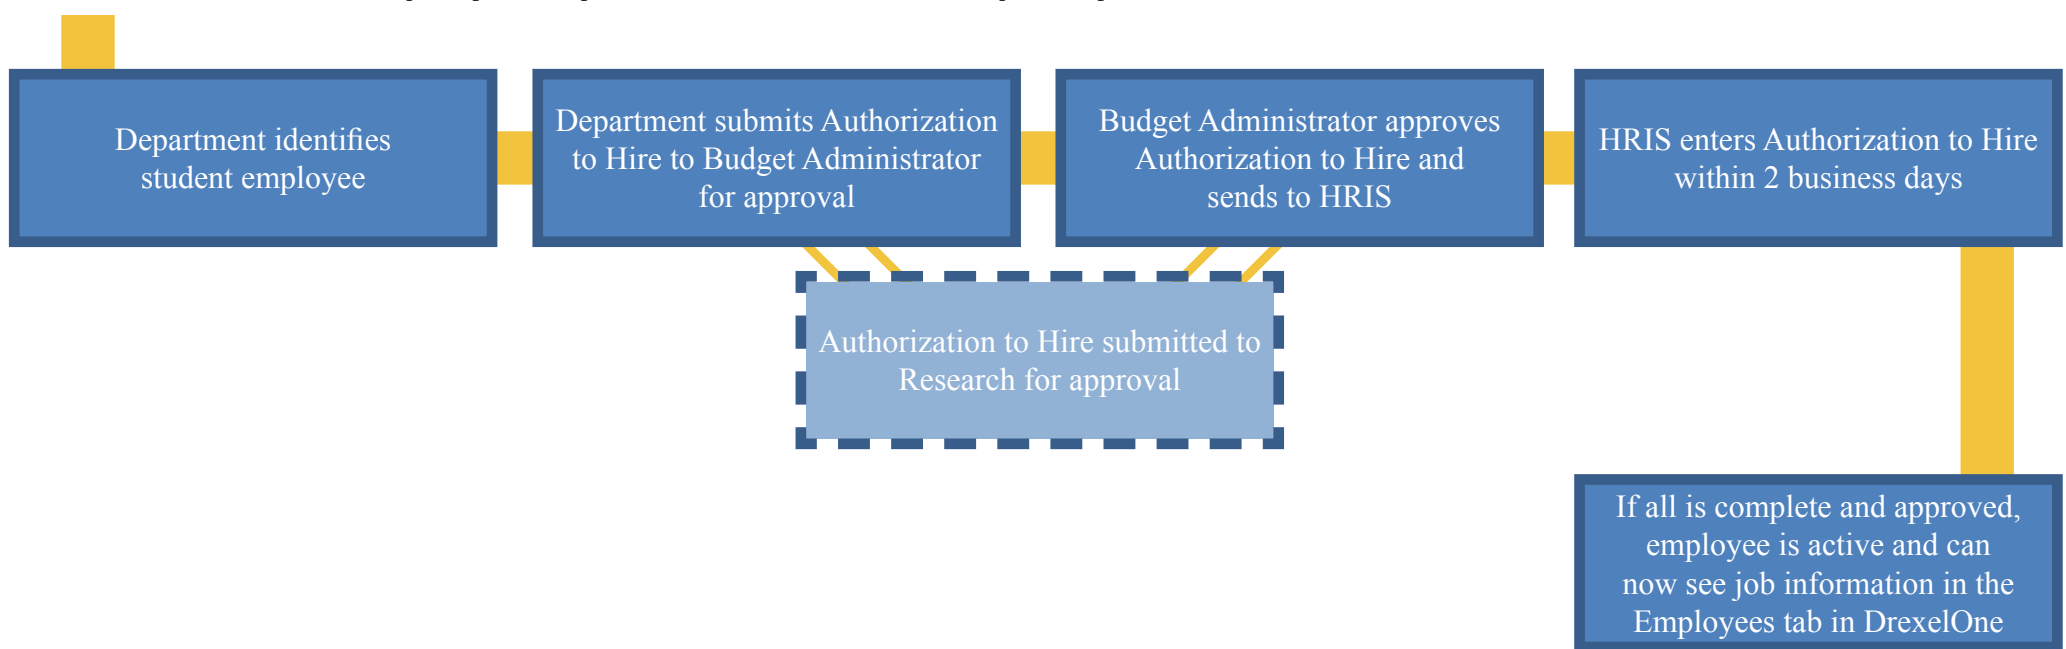 Department identifies
student employee
Department submits Authorization
to Hire to Budget Administrator
for approval
Budget Administrator approves
Authorization to Hire and
sends to HRIS
HRIS enters Authorization to Hire
within 2 business days
Authorization to Hire submitted to
Research for approval
If all is complete and approved,
employee is active and can
now see job information in the
Employees tab in DrexelOne